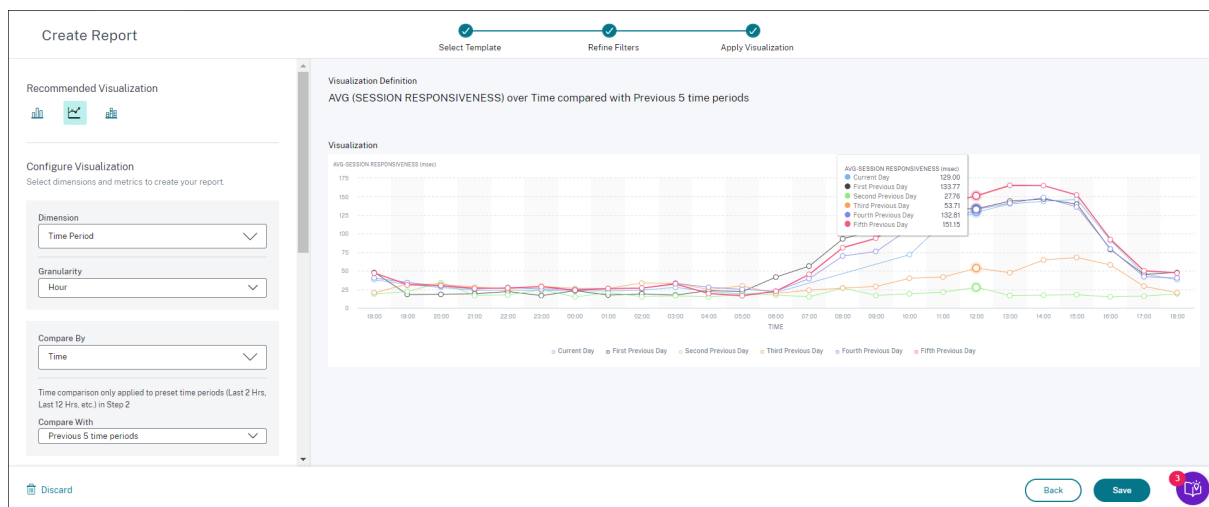 Create Report
Select Template
Refine Filters
Apply Visualization
Recommended Visualization
Configure Visualization
Select dimensions and metrics to create your report.
Dimension
Time Period
Granularity
Hour
Compare By
Time
Time comparison only applied to preset time periods (Last 2 Hrs,
Last 12 Hrs, etc.) in Step 2
Compare With
Previous 5 time periods
Visualization Definition
AVG (SESSION RESPONSIVENESS) over Time compared with Previous 5 time periods
Visualization
AVG-SESSION RESPONSIVENESS (msec)
175
150
125
100
75
50
25
0
AVG-SESSION RESPONSIVENESS (msec)
Current Day 129.00
First Previous Day 133.77
Second Previous Day 27.76
Third Previous Day 53.71
Fourth Previous Day 132.81
Fifth Previous Day 151.15
18:00 19:00 20:00 21:00 22:00 23:00 00:00 01:00 02:00 03:00 04:00 05:00 06:00 07:00 08:00 09:00 10:00 11:00 12:00 13:00 14:00 15:00 16:00 17:00 18:00
TIME
Current Day First Previous Day Second Previous Day Third Previous Day Fourth Previous Day Fifth Previous Day
Discard
Back
Save
3